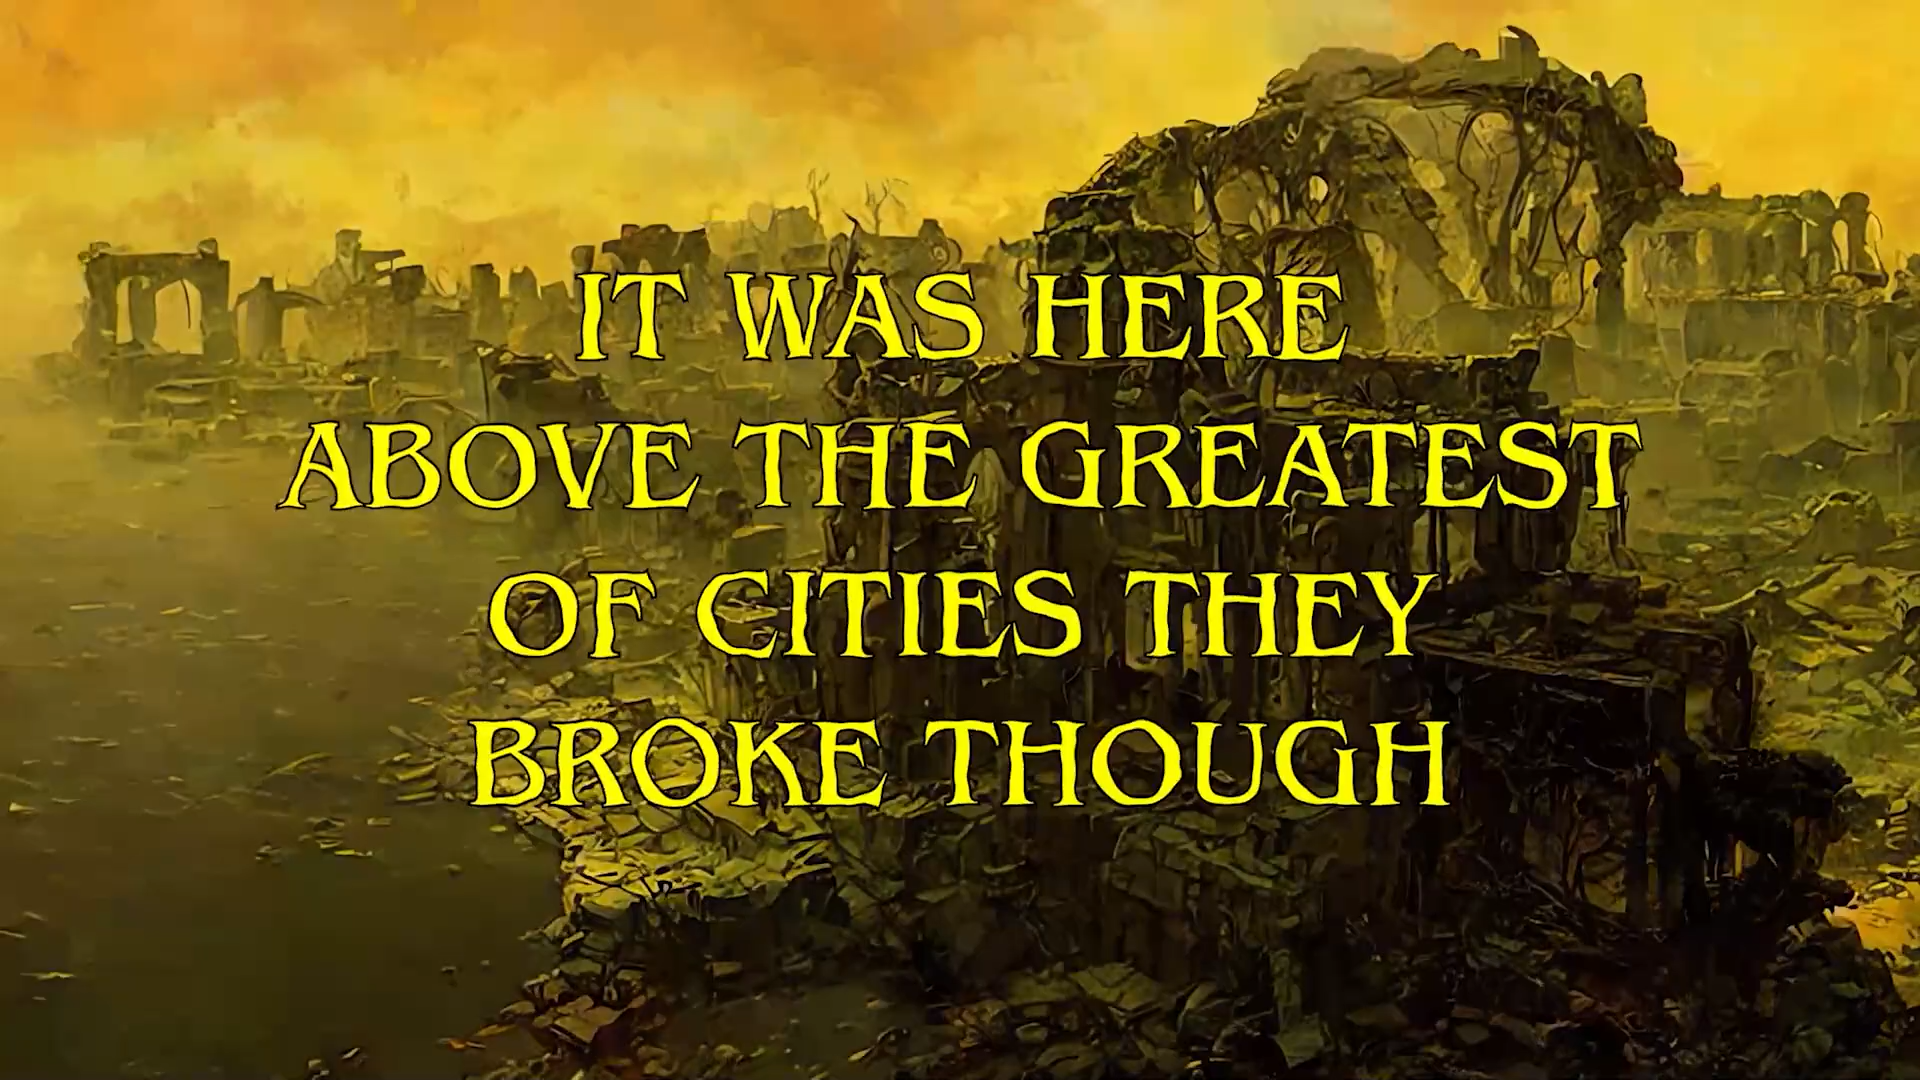 IT WAS HERE
ABOVE THE GREATEST
OF CITIES THEY
BROKE THOUGH